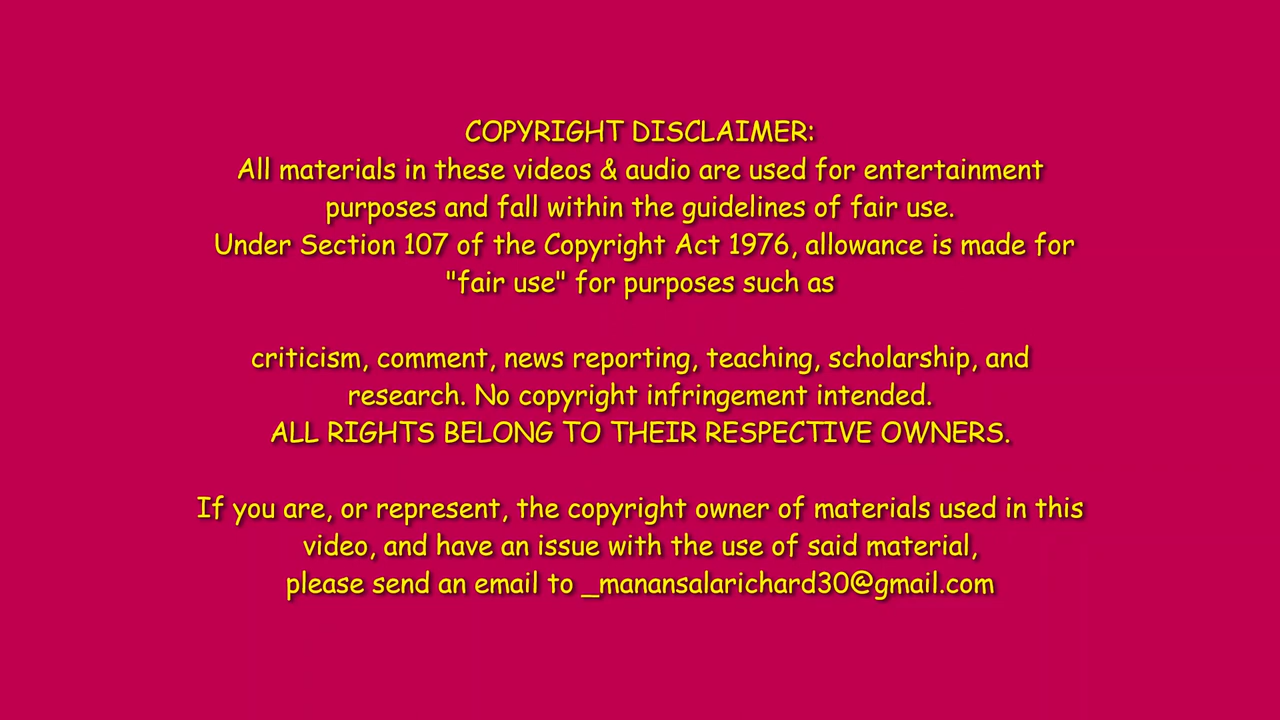 COPYRIGHT DISCLAIMER:
All materials in these videos & audio are used for entertainment
purposes and fall within the guidelines of fair use.
Under Section 107 of the Copyright Act 1976, allowance is made for
"fair use" for purposes such as
criticism, comment, news reporting, teaching, scholarship, and
research. No copyright infringement intended.
ALL RIGHTS BELONG TO THEIR RESPECTIVE OWNERS.
If you are, or represent, the copyright owner of materials used in this
video, and have an issue with the use of said material,
please send an email to _manansalarichard30@gmail.com